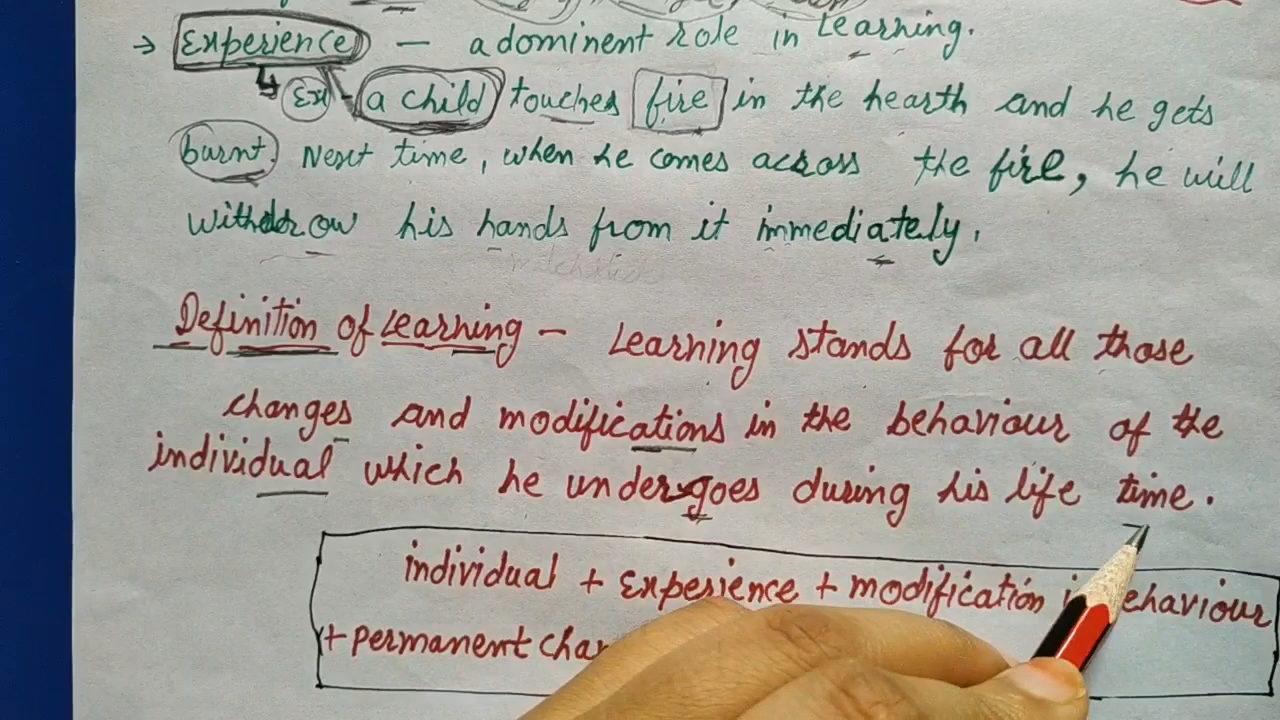 → Experience — a dominent role in Learning.
Ex - a child touches fire in the hearth and he gets
burnt. Next time, when he comes across the fire, he will
withdrow his hands from it immediately.
Definition of Learning — Learning stands for all those
changes and modifications in the behaviour of the
individual which he undergoes during his life time.
individual + Experience + modification in behaviour
+ permanent